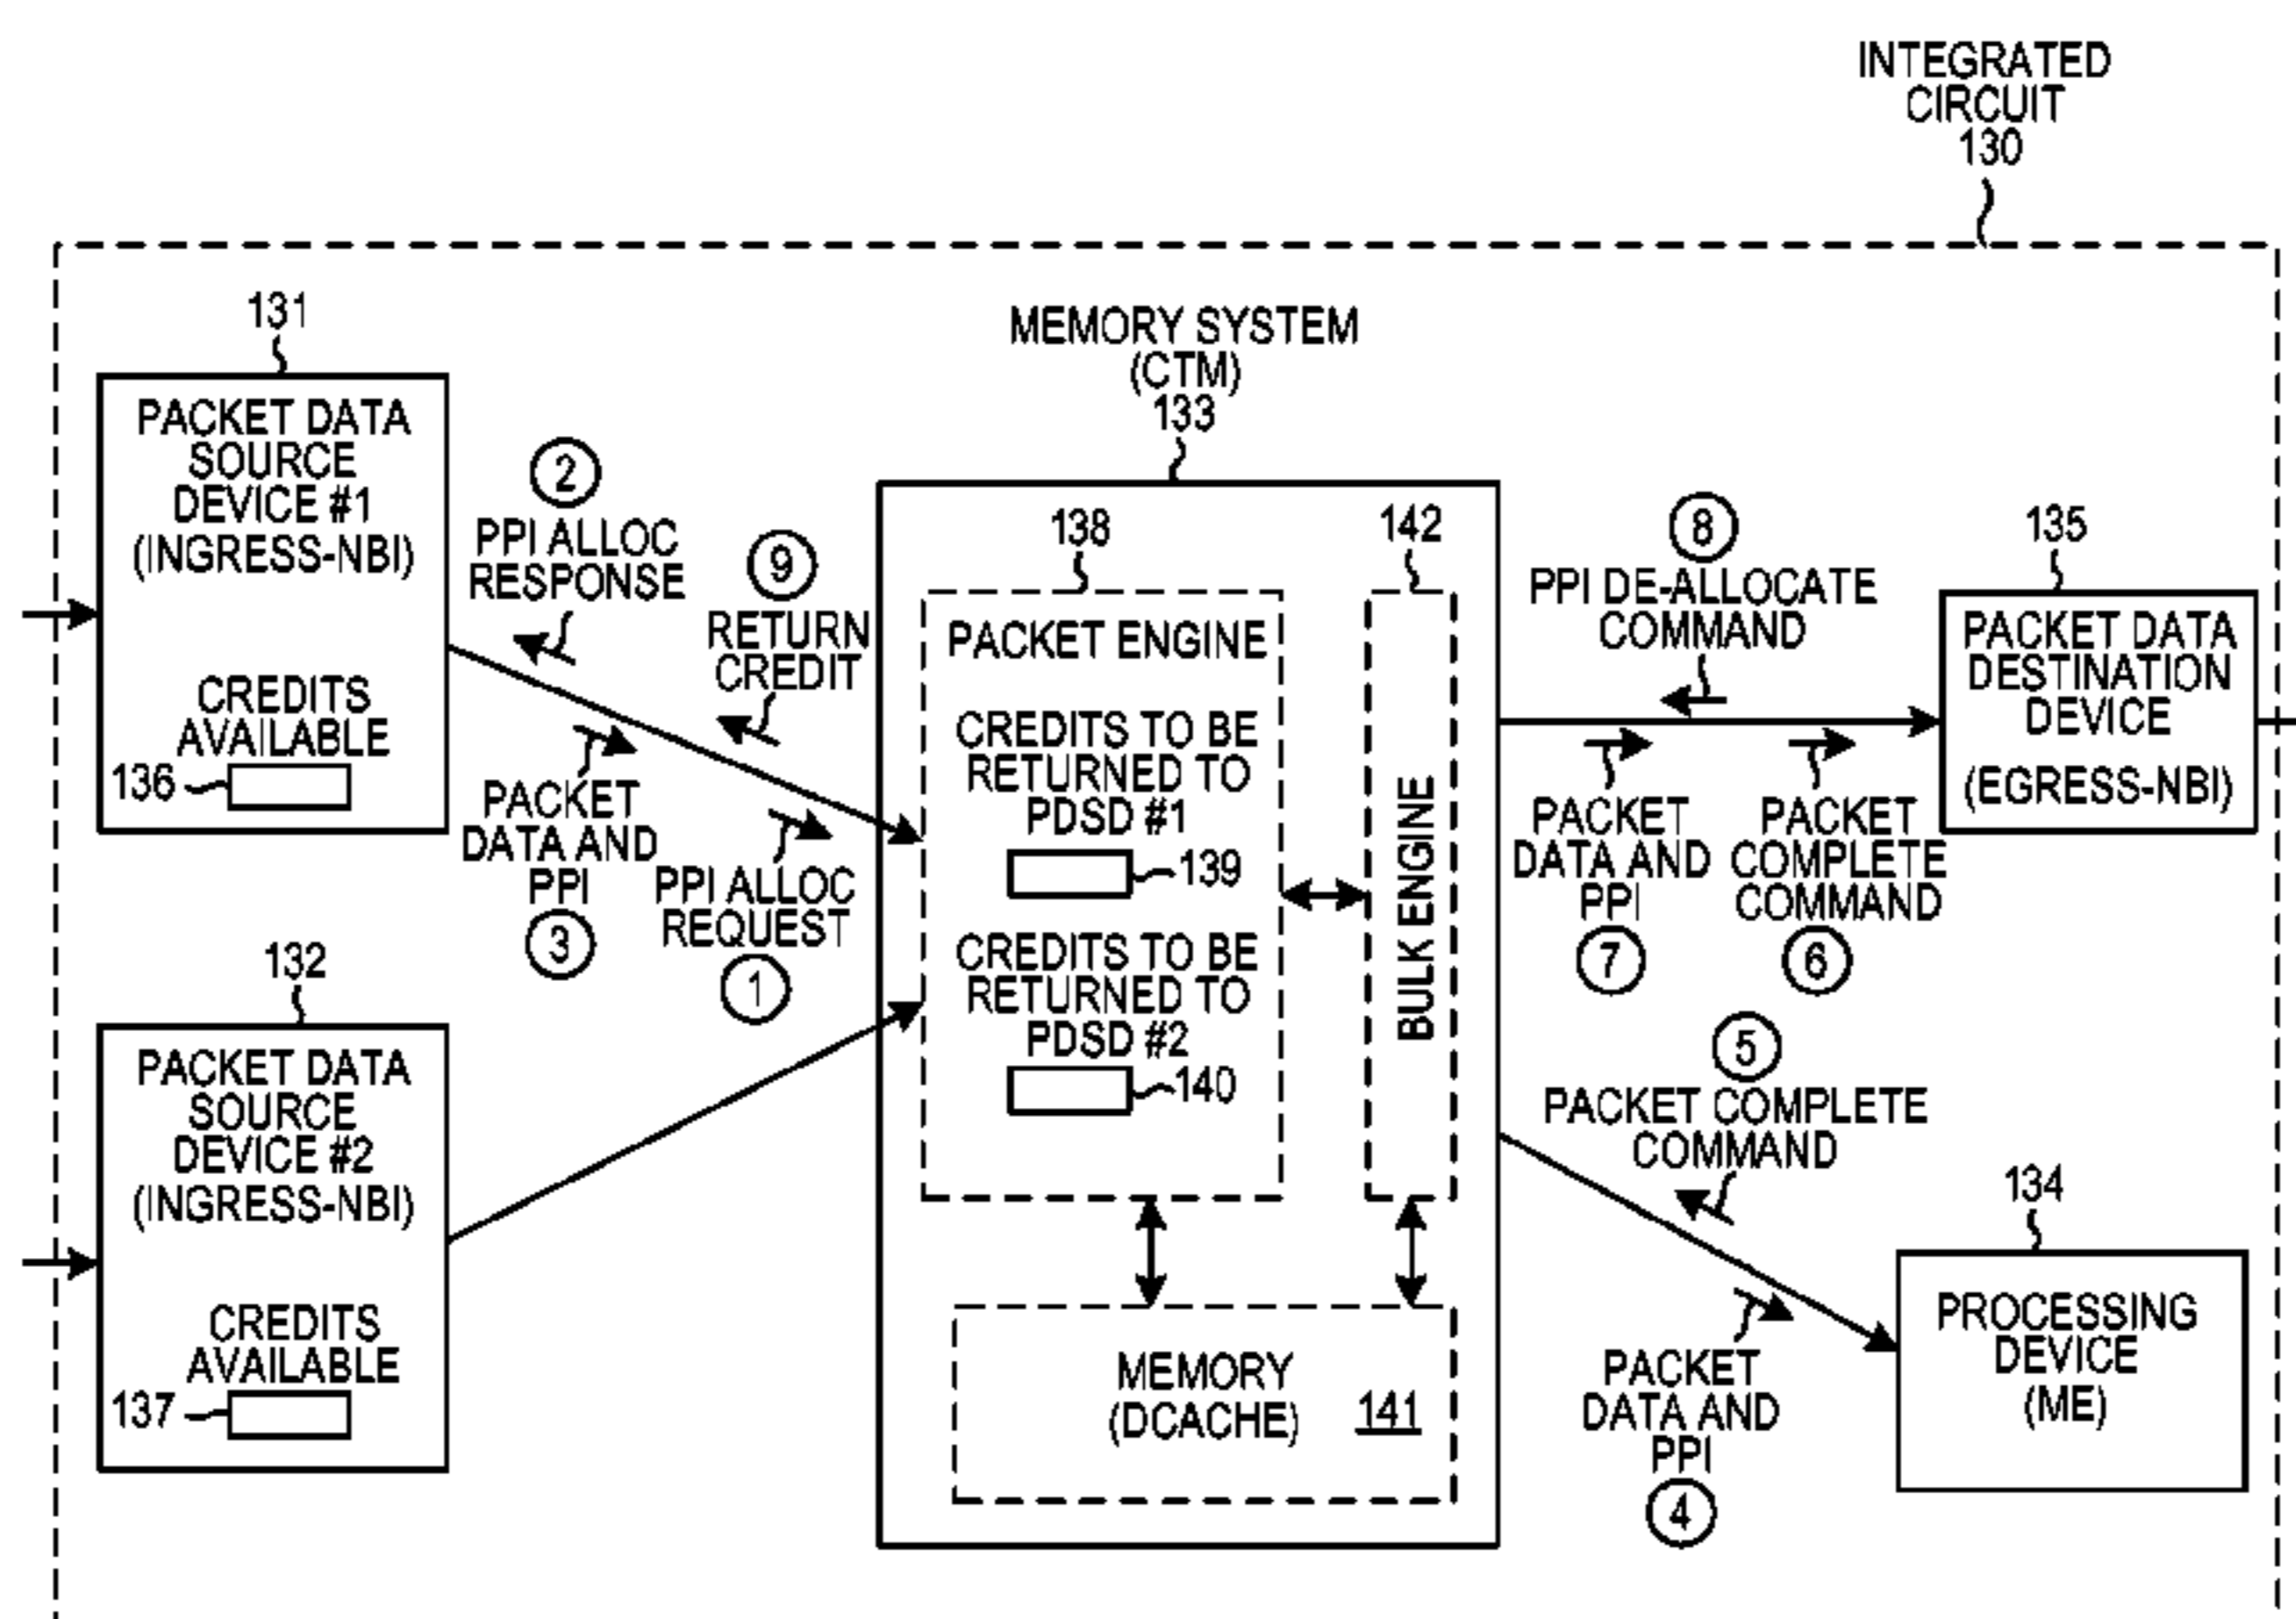 INTEGRATED
CIRCUIT
130
131
PACKET DATA
SOURCE
DEVICE #1
(INGRESS-NBI)
CREDITS
AVAILABLE
136
2
PPI ALLOC
RESPONSE
9
RETURN
CREDIT
PACKET
DATA AND
PPI
3
PPI ALLOC
REQUEST
1
132
PACKET DATA
SOURCE
DEVICE #2
(INGRESS-NBI)
CREDITS
AVAILABLE
137
MEMORY SYSTEM
(CTM)
133
138
PACKET ENGINE
CREDITS TO BE
RETURNED TO
PDSD #1
139
CREDITS TO BE
RETURNED TO
PDSD #2
140
142
BULK ENGINE
MEMORY
(DCACHE)
141
8
PPI DE-ALLOCATE
COMMAND
PACKET
DATA AND
PPI
7
PACKET
COMPLETE
COMMAND
6
135
PACKET DATA
DESTINATION
DEVICE
(EGRESS-NBI)
5
PACKET COMPLETE
COMMAND
PACKET
DATA AND
PPI
4
134
PROCESSING
DEVICE
(ME)